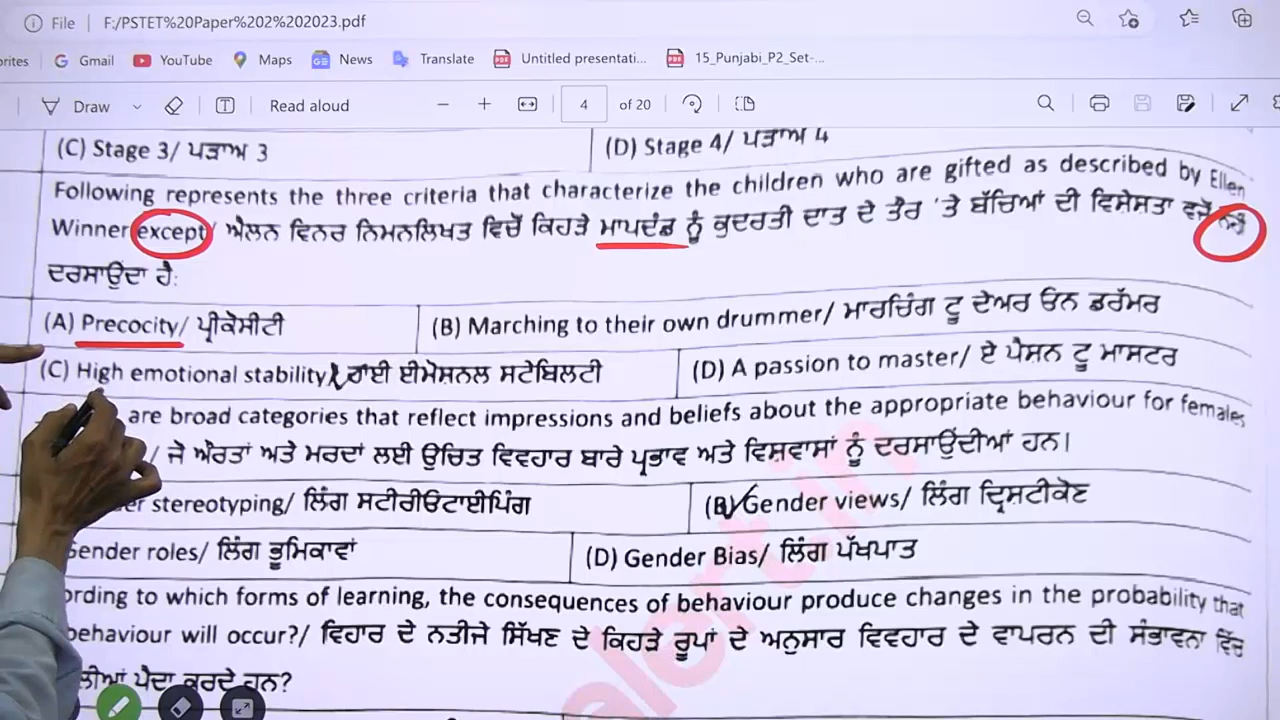 File F:/PSTET%20Paper%202%202023.pdf
orites Gmail YouTube Maps News Translate Untitled presentati... 15_Punjabi_P2_Set-...
Draw Read aloud 4 of 20
(C) Stage 3/ ਪੜਾਅ 3 (D) Stage 4/ ਪੜਾਅ 4
Following represents the three criteria that characterize the children who are gifted as described by Ellen
Winner except/ ਐਲਨ ਵਿਨਰ ਨਿਮਨਲਿਖਤ ਵਿਚੋਂ ਕਿਹੜੇ ਮਾਪਦੰਡ ਨੂੰ ਕੁਦਰਤੀ ਦਾਤ ਦੇ ਤੌਰ 'ਤੇ ਬੱਚਿਆਂ ਦੀ ਵਿਸ਼ੇਸ਼ਤਾ ਵਜੋਂ ਨਹੀਂ
ਦਰਸਾਉਂਦਾ ਹੈ:
(A) Precocity/ ਪ੍ਰੀਕੋਸੀਟੀ (B) Marching to their own drummer/ ਮਾਰਚਿੰਗ ਟੂ ਦੇਅਰ ਓਨ ਡਰੱਮਰ
(C) High emotional stability/ ਹਾਈ ਈਮੋਸ਼ਨਲ ਸਟੇਬਿਲਟੀ (D) A passion to master/ ਏ ਪੈਸ਼ਨ ਟੂ ਮਾਸਟਰ
are broad categories that reflect impressions and beliefs about the appropriate behaviour for females
/ ਜੋ ਔਰਤਾਂ ਅਤੇ ਮਰਦਾਂ ਲਈ ਉਚਿਤ ਵਿਵਹਾਰ ਬਾਰੇ ਪ੍ਰਭਾਵ ਅਤੇ ਵਿਸ਼ਵਾਸਾਂ ਨੂੰ ਦਰਸਾਉਂਦੀਆਂ ਹਨ।
er stereotyping/ ਲਿੰਗ ਸਟੀਰੀਓਟਾਈਪਿੰਗ (B) Gender views/ ਲਿੰਗ ਦ੍ਰਿਸ਼ਟੀਕੋਣ
Gender roles/ ਲਿੰਗ ਭੂਮਿਕਾਵਾਂ (D) Gender Bias/ ਲਿੰਗ ਪੱਖਪਾਤ
ording to which forms of learning, the consequences of behaviour produce changes in the probability that
behaviour will occur?/ ਵਿਹਾਰ ਦੇ ਨਤੀਜੇ ਸਿੱਖਣ ਦੇ ਕਿਹੜੇ ਰੂਪਾਂ ਦੇ ਅਨੁਸਾਰ ਵਿਵਹਾਰ ਦੇ ਵਾਪਰਨ ਦੀ ਸੰਭਾਵਨਾ ਵਿੱਚ
ਲੀਆਂ ਪੈਦਾ ਕਰਦੇ ਹਨ?
alert.in